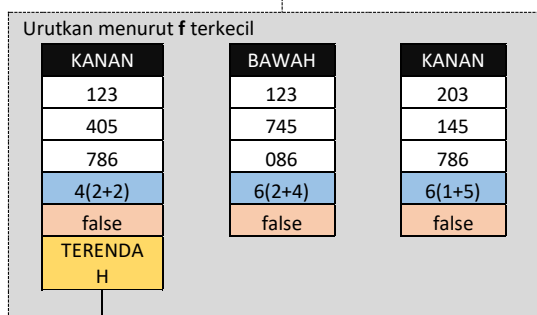 Urutkan menurut f terkecil
KANAN
123
405
786
4(2+2)
false
TERENDA
H
BAWAH
123
745
086
6(2+4)
false
KANAN
203
145
786
6(1+5)
false